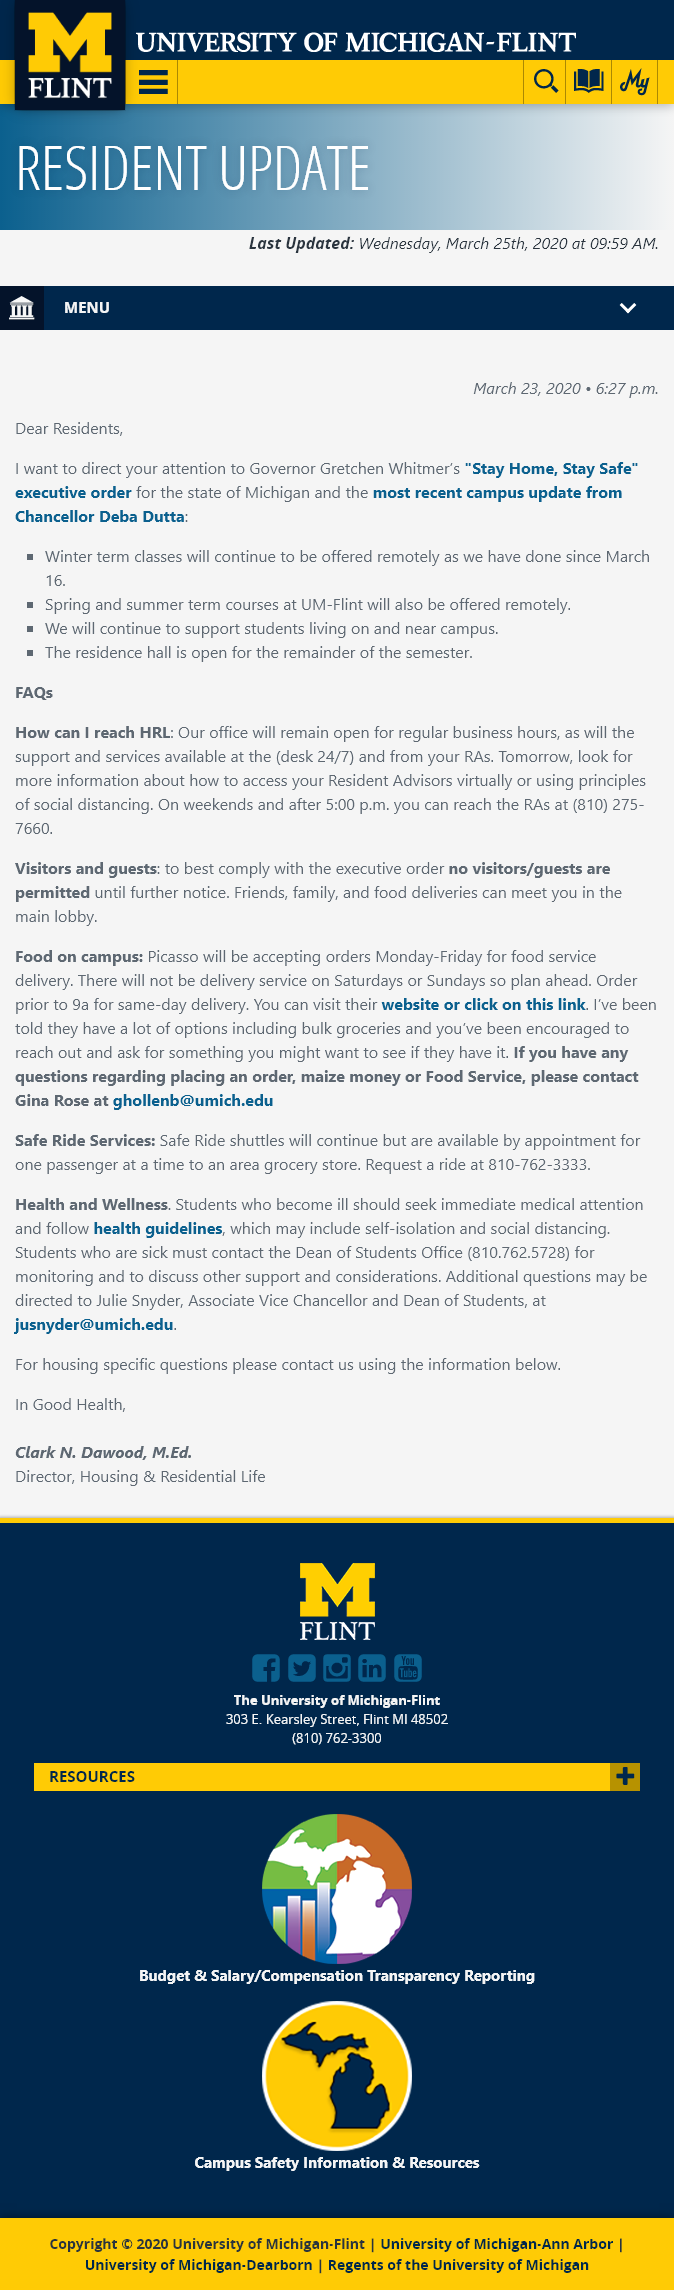 M
FLINT
UNIVERSITY OF MICHIGAN-FLINT
My
RESIDENT UPDATE
Last Updated: Wednesday, March 25th, 2020 at 09:59 AM.
MENU
March 23, 2020 • 6:27 p.m.
Dear Residents,
I want to direct your attention to Governor Gretchen Whitmer's "Stay Home, Stay Safe"
executive order for the state of Michigan and the most recent campus update from
Chancellor Deba Dutta:
Winter term classes will continue to be offered remotely as we have done since March
16.
Spring and summer term courses at UM-Flint will also be offered remotely.
We will continue to support students living on and near campus.
The residence hall is open for the remainder of the semester.
FAQs
How can I reach HRL: Our office will remain open for regular business hours, as will the
support and services available at the (desk 24/7) and from your RAs. Tomorrow, look for
more information about how to access your Resident Advisors virtually or using principles
of social distancing. On weekends and after 5:00 p.m. you can reach the RAs at (810) 275-
7660.
Visitors and guests: to best comply with the executive order no visitors/guests are
permitted until further notice. Friends, family, and food deliveries can meet you in the
main lobby.
Food on campus: Picasso will be accepting orders Monday-Friday for food service
delivery. There will not be delivery service on Saturdays or Sundays so plan ahead. Order
prior to 9a for same-day delivery. You can visit their website or click on this link. I've been
told they have a lot of options including bulk groceries and you've been encouraged to
reach out and ask for something you might want to see if they have it. If you have any
questions regarding placing an order, maize money or Food Service, please contact
Gina Rose at ghollenb@umich.edu
Safe Ride Services: Safe Ride shuttles will continue but are available by appointment for
one passenger at a time to an area grocery store. Request a ride at 810-762-3333.
Health and Wellness. Students who become ill should seek immediate medical attention
and follow health guidelines, which may include self-isolation and social distancing.
Students who are sick must contact the Dean of Students Office (810.762.5728) for
monitoring and to discuss other support and considerations. Additional questions may be
directed to Julie Snyder, Associate Vice Chancellor and Dean of Students, at
jusnyder@umich.edu.
For housing specific questions please contact us using the information below.
In Good Health,
Clark N. Dawood, M.Ed.
Director, Housing & Residential Life
M
FLINT
You Tube
The University of Michigan-Flint
303 E. Kearsley Street, Flint MI 48502
(810) 762-3300
RESOURCES
Budget & Salary/Compensation Transparency Reporting
Campus Safety Information & Resources
Copyright © 2020 University of Michigan-Flint | University of Michigan-Ann Arbor |
University of Michigan-Dearborn | Regents of the University of Michigan